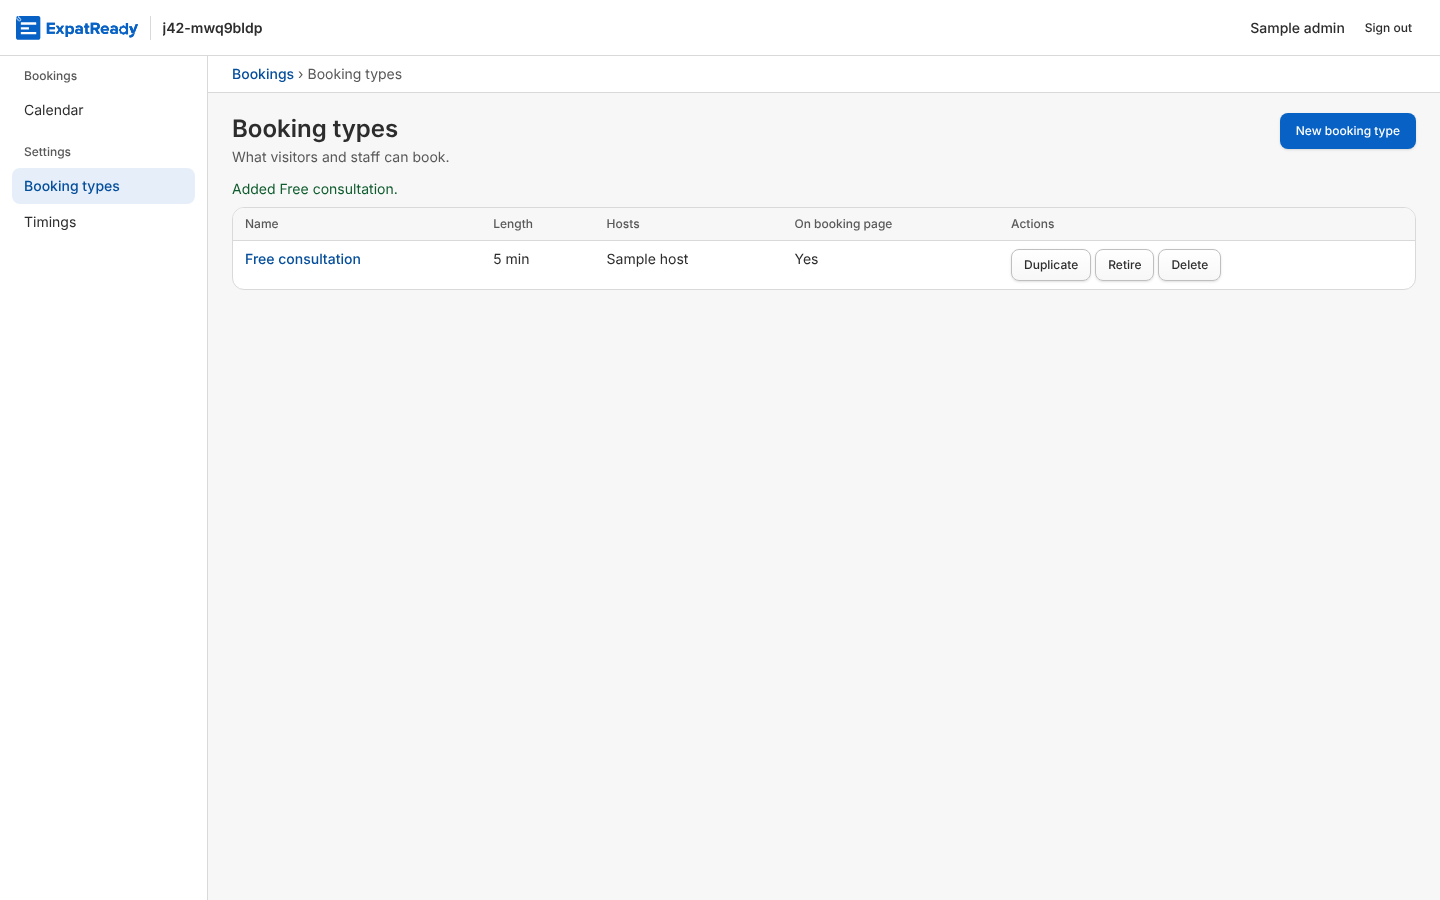 ExpatReady j42-mwq9bldp Sample admin Sign out
Bookings
Calendar
Settings
Booking types
Timings
Bookings › Booking types
Booking types
New booking type
What visitors and staff can book.
Added Free consultation.
Name Length Hosts On booking page Actions
Free consultation 5 min Sample host Yes Duplicate Retire Delete